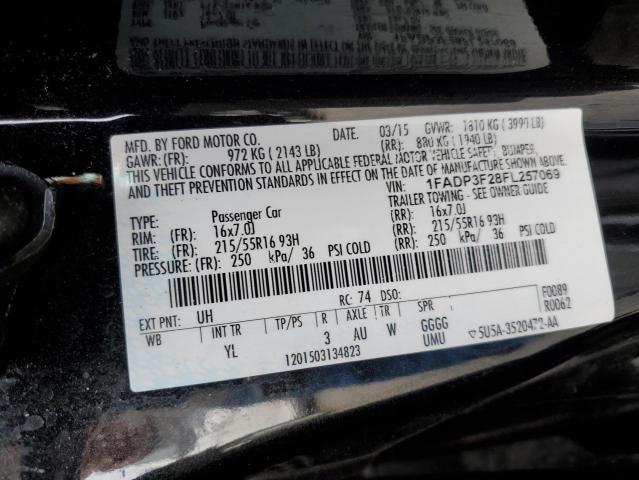 MFD. BY FORD MOTOR CO. DATE: 03/15 GVWR: 1810 KG ( 3990 LB)
GAWR: (FR): 972 KG ( 2143 LB) (RR): 880 KG ( 1940 LB)
THIS VEHICLE CONFORMS TO ALL APPLICABLE FEDERAL MOTOR VEHICLE SAFETY, BUMPER,
AND THEFT PREVENTION STANDARDS IN EFFECT ON THE DATE OF MANUFACTURE SHOWN ABOVE.
VIN: 1FADP3F28FL257069
TYPE: Passenger Car TRAILER TOWING - SEE OWNER GUIDE
RIM: (FR): 16x7.0J (RR): 16x7.0J
TIRE: (FR): 215/55R16 93H (RR): 215/55R16 93H
PRESSURE: (FR): 250 kPa/ 36 PSI COLD (RR): 250 kPa/ 36 PSI COLD
EXT PNT: UH RC: 74 DSO: F0089
R0062
WB INT TR TP/PS R AXLE TR SPR
YL 3 AU W GGGG
UMU
1201503134823 5U5A-3520472-AA